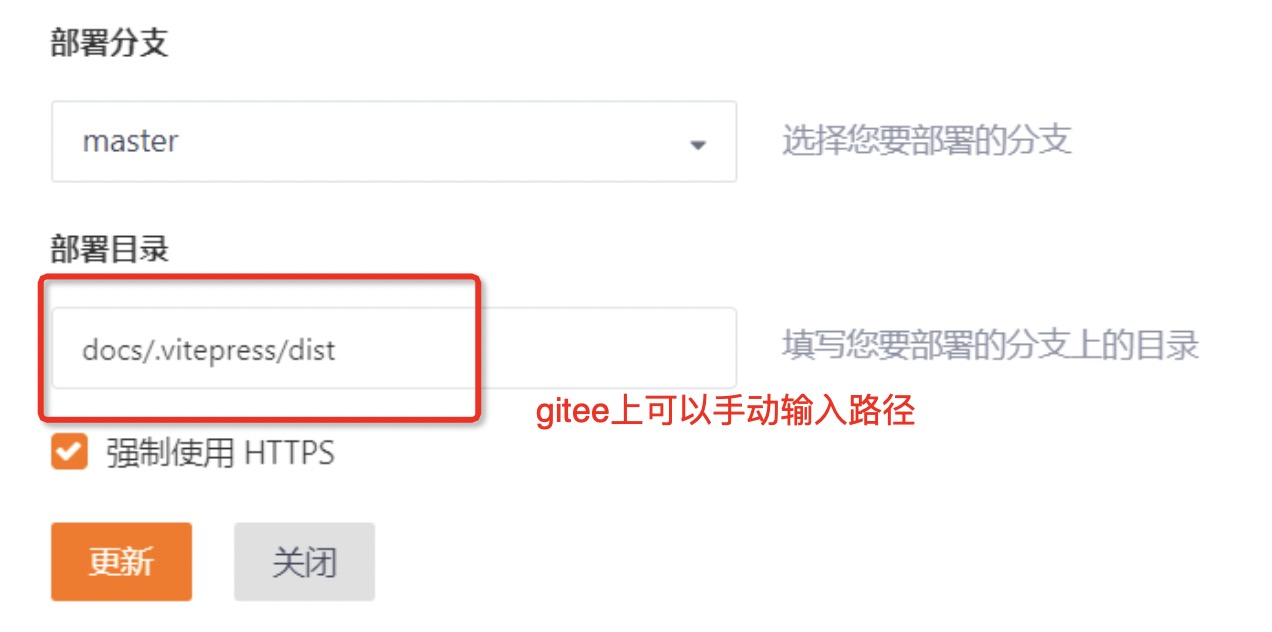 部署分支
master
选择您要部署的分支
部署目录
docs/.vitepress/dist
填写您要部署的分支上的目录
gitee上可以手动输入路径
强制使用 HTTPS
更新
关闭